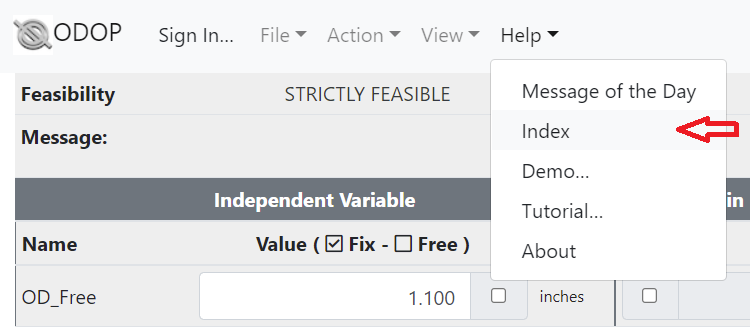 ODOP Sign In... File Action View Help
Message of the Day
Index
Demo...
Tutorial...
About
Feasibility STRICTLY FEASIBLE
Message:
Independent Variable in
Name Value ( Fix - Free )
OD_Free 1.100 inches